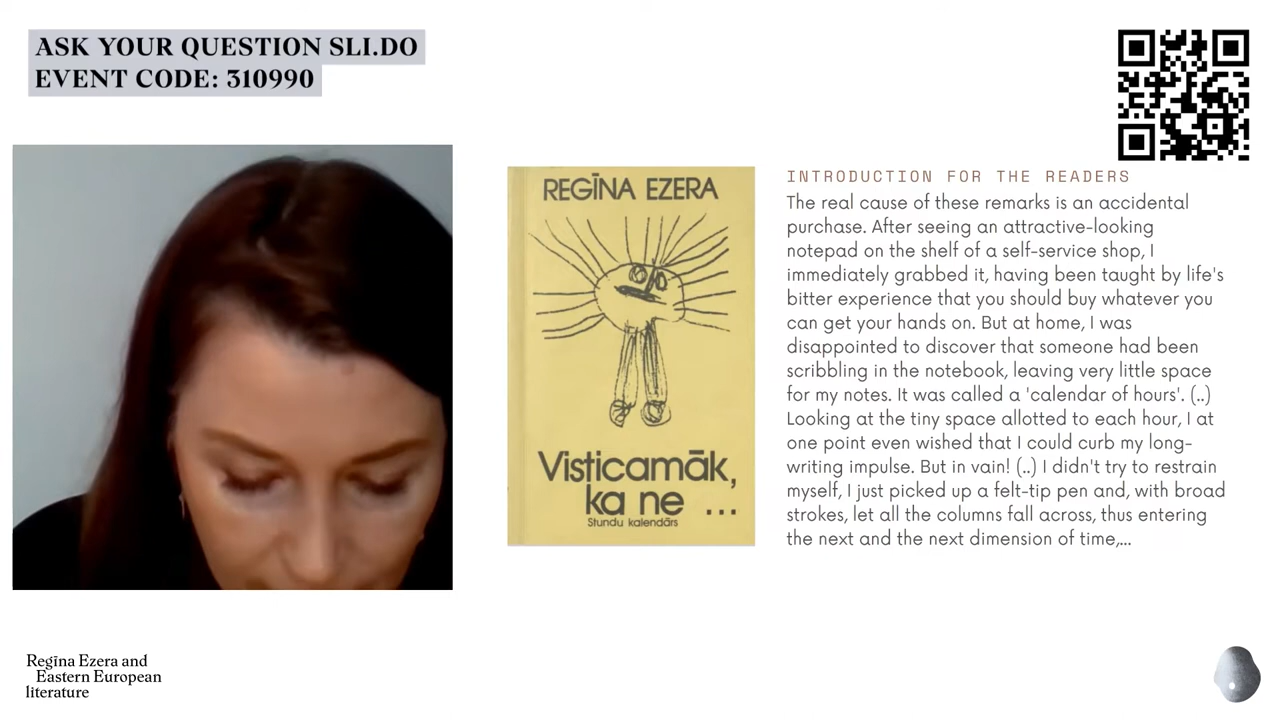 ASK YOUR QUESTION SLI.DO
EVENT CODE: 310990
REGĪNA EZERA
Visticamāk,
ka ne ...
Stundu kalendārs
INTRODUCTION FOR THE READERS
The real cause of these remarks is an accidental
purchase. After seeing an attractive-looking
notepad on the shelf of a self-service shop, I
immediately grabbed it, having been taught by life's
bitter experience that you should buy whatever you
can get your hands on. But at home, I was
disappointed to discover that someone had been
scribbling in the notebook, leaving very little space
for my notes. It was called a 'calendar of hours'. (..)
Looking at the tiny space allotted to each hour, I at
one point even wished that I could curb my long-
writing impulse. But in vain! (..) I didn't try to restrain
myself, I just picked up a felt-tip pen and, with broad
strokes, let all the columns fall across, thus entering
the next and the next dimension of time,...
Regīna Ezera and
Eastern European
literature